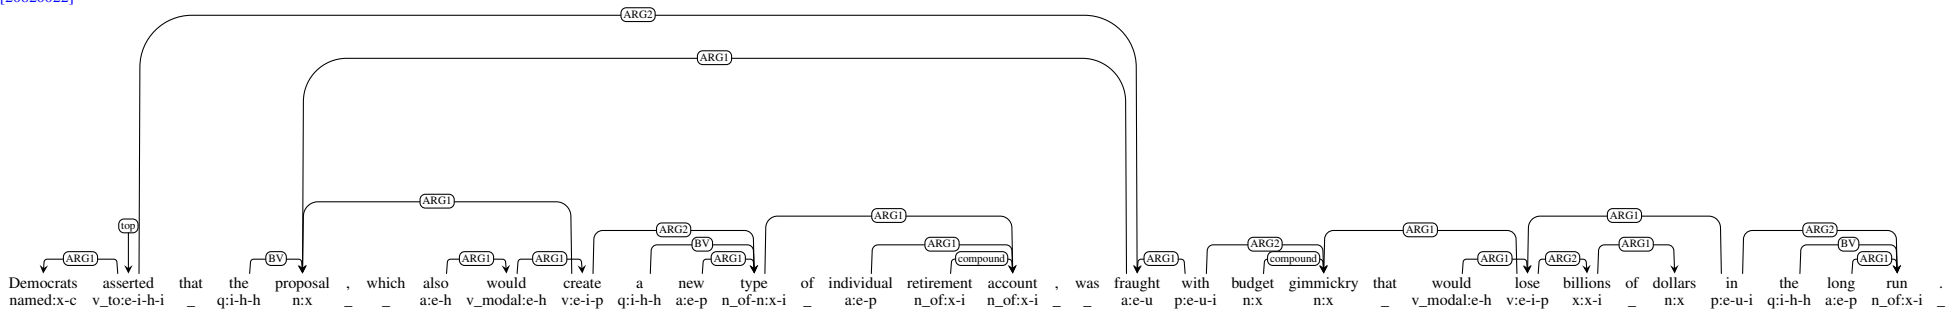 [20020022]
ARG2
ARG1
ARG1
ARG1
top
ARG2
ARG1
ARG1
ARG1
BV
ARG1
ARG2
ARG2
BV
ARG1
BV
ARG1
ARG1
ARG1
compound
ARG1
compound
ARG1
ARG2
ARG1
ARG1
Democrats asserted that the proposal , which also would create a new type of individual retirement account , was fraught with budget gimmickry that would lose billions of dollars in the long run .
named:x-c v_to:e-i-h-i _ q:i-h-h n:x _ _ a:e-h v_modal:e-h v:e-i-p q:i-h-h a:e-p n_of-n:x-i _ a:e-p n_of:x-i n_of:x-i _ _ a:e-u p:e-u-i n:x n:x _ v_modal:e-h v:e-i-p x:x-i _ n:x p:e-u-i q:i-h-h a:e-p n_of:x-i _